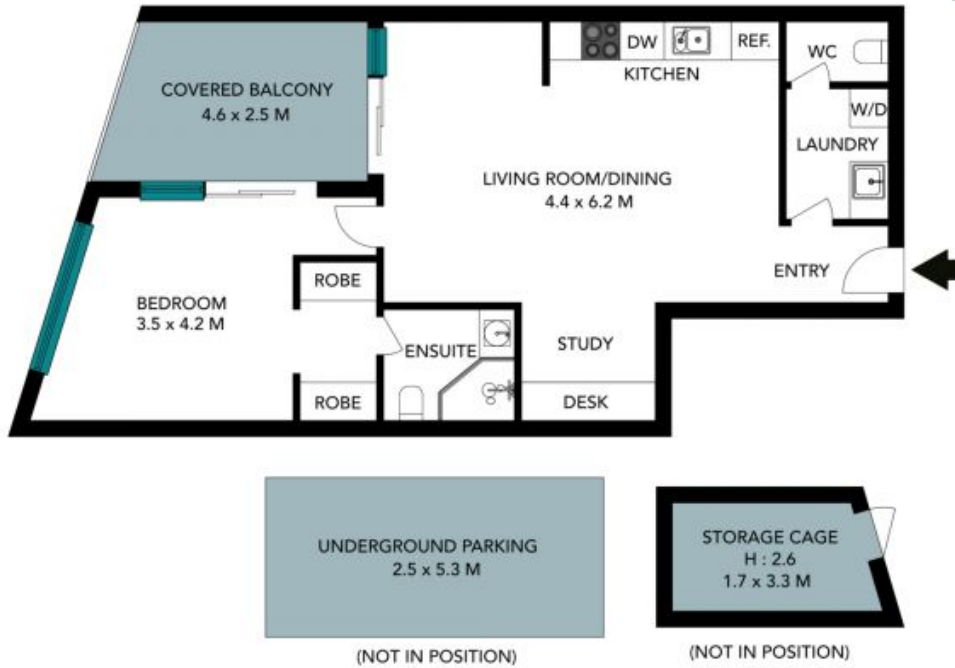 COVERED BALCONY
4.6 x 2.5 M
DW
REF.
KITCHEN
WC
W/D
LAUNDRY
LIVING ROOM/DINING
4.4 x 6.2 M
ENTRY
ROBE
BEDROOM
3.5 x 4.2 M
ENSUITE
STUDY
ROBE
DESK
UNDERGROUND PARKING
2.5 x 5.3 M
(NOT IN POSITION)
STORAGE CAGE
H : 2.6
1.7 x 3.3 M
(NOT IN POSITION)